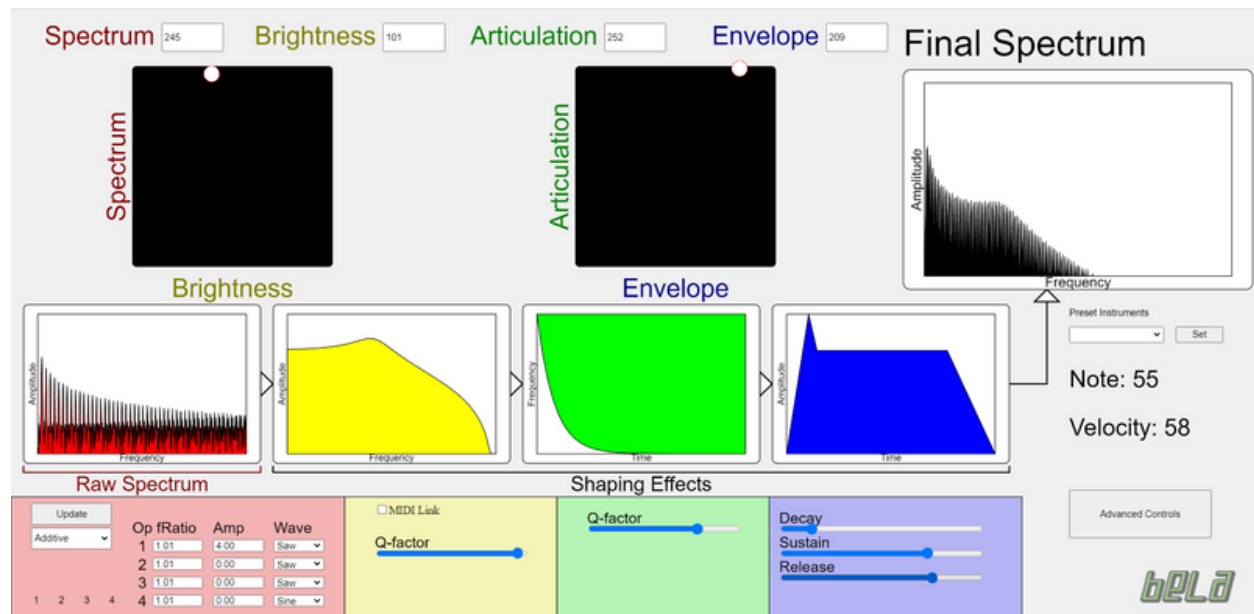 Spectrum 245 Brightness 101 Articulation 252 Envelope 209
Final Spectrum
Spectrum
Articulation
Amplitude
Frequency
Brightness Envelope
Amplitude
Frequency
Amplitude
Frequency
Frequency
Time
Amplitude
Time
Preset Instruments
Set
Note: 55
Velocity: 58
Raw Spectrum Shaping Effects
Update
Additive
Op fRatio Amp Wave
1 1.01 4.00 Saw
2 1.01 0.00 Saw
3 1.01 0.00 Saw
4 1.01 0.00 Sine
1 2 3 4
MIDI Link
Q-factor
Q-factor
Decay
Sustain
Release
Advanced Controls
beLa